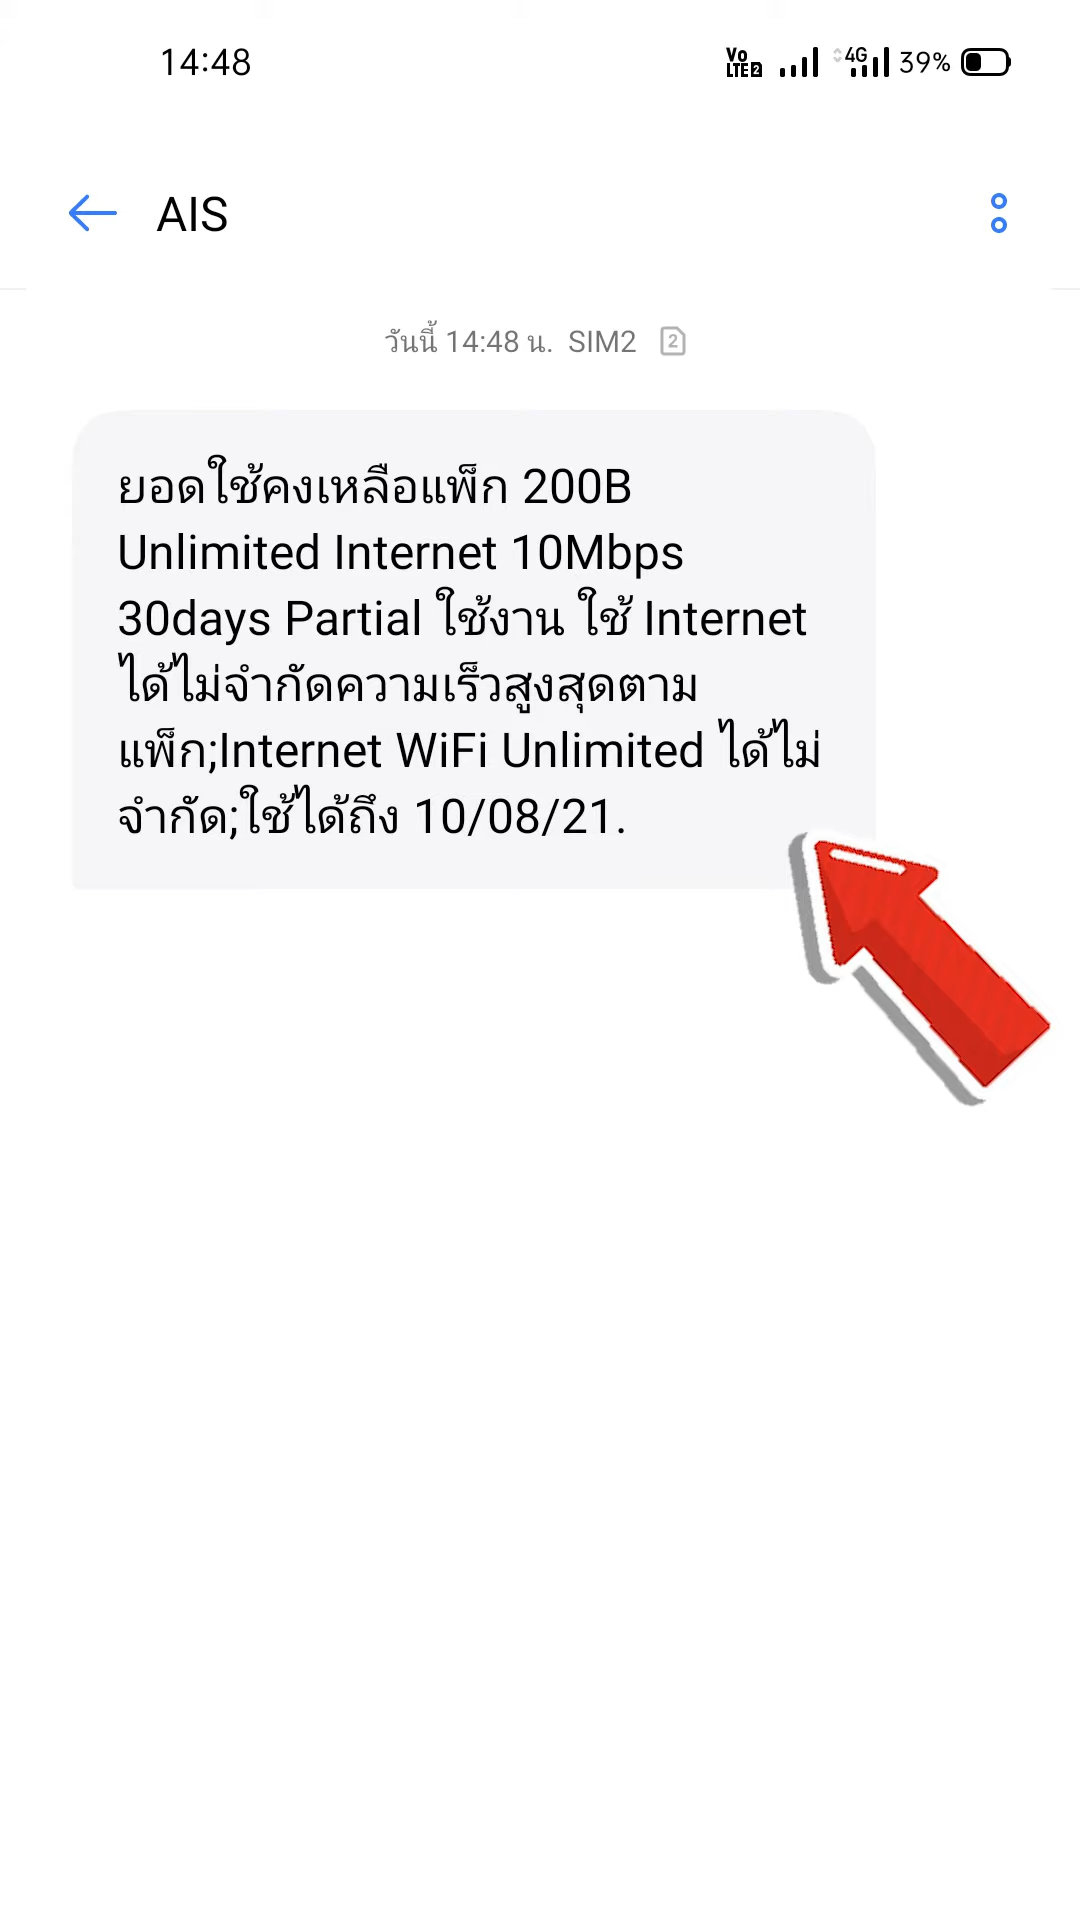 14:48
Vo
LTE 2
4G
39%
AIS
วันนี้ 14:48 น. SIM2 2
ยอดใช้คงเหลือแพ็ก 200B
Unlimited Internet 10Mbps
30days Partial ใช้งาน ใช้ Internet
ได้ไม่จำกัดความเร็วสูงสุดตาม
แพ็ก;Internet WiFi Unlimited ได้ไม่
จำกัด;ใช้ได้ถึง 10/08/21.